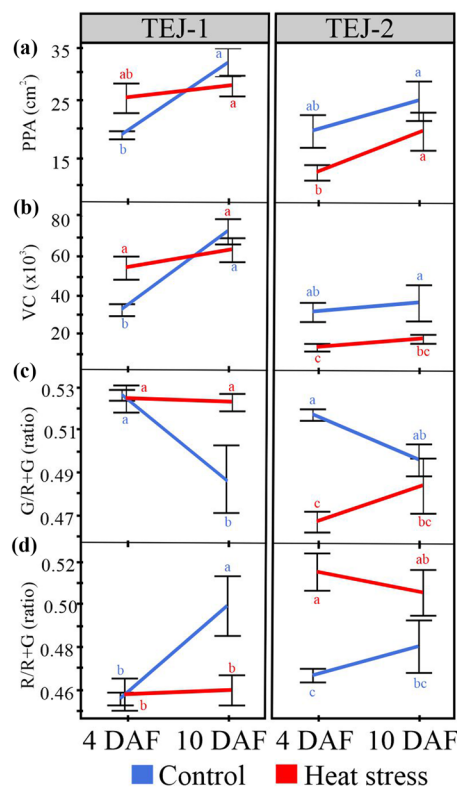 TEJ-1 TEJ-2
(a)
PPA (cm²)
35
25
15
ab a
b a
ab a
b a
(b)
VC (x10³)
80
60
40
20
a a
b a
ab a
c bc
(c)
G/R+G (ratio)
0.53
0.51
0.49
0.47
a a
a b
a ab
c bc
(d)
R/R+G (ratio)
0.52
0.50
0.48
0.46
b a
b b
a ab
c bc
4 DAF 10 DAF 4 DAF 10 DAF
Control Heat stress